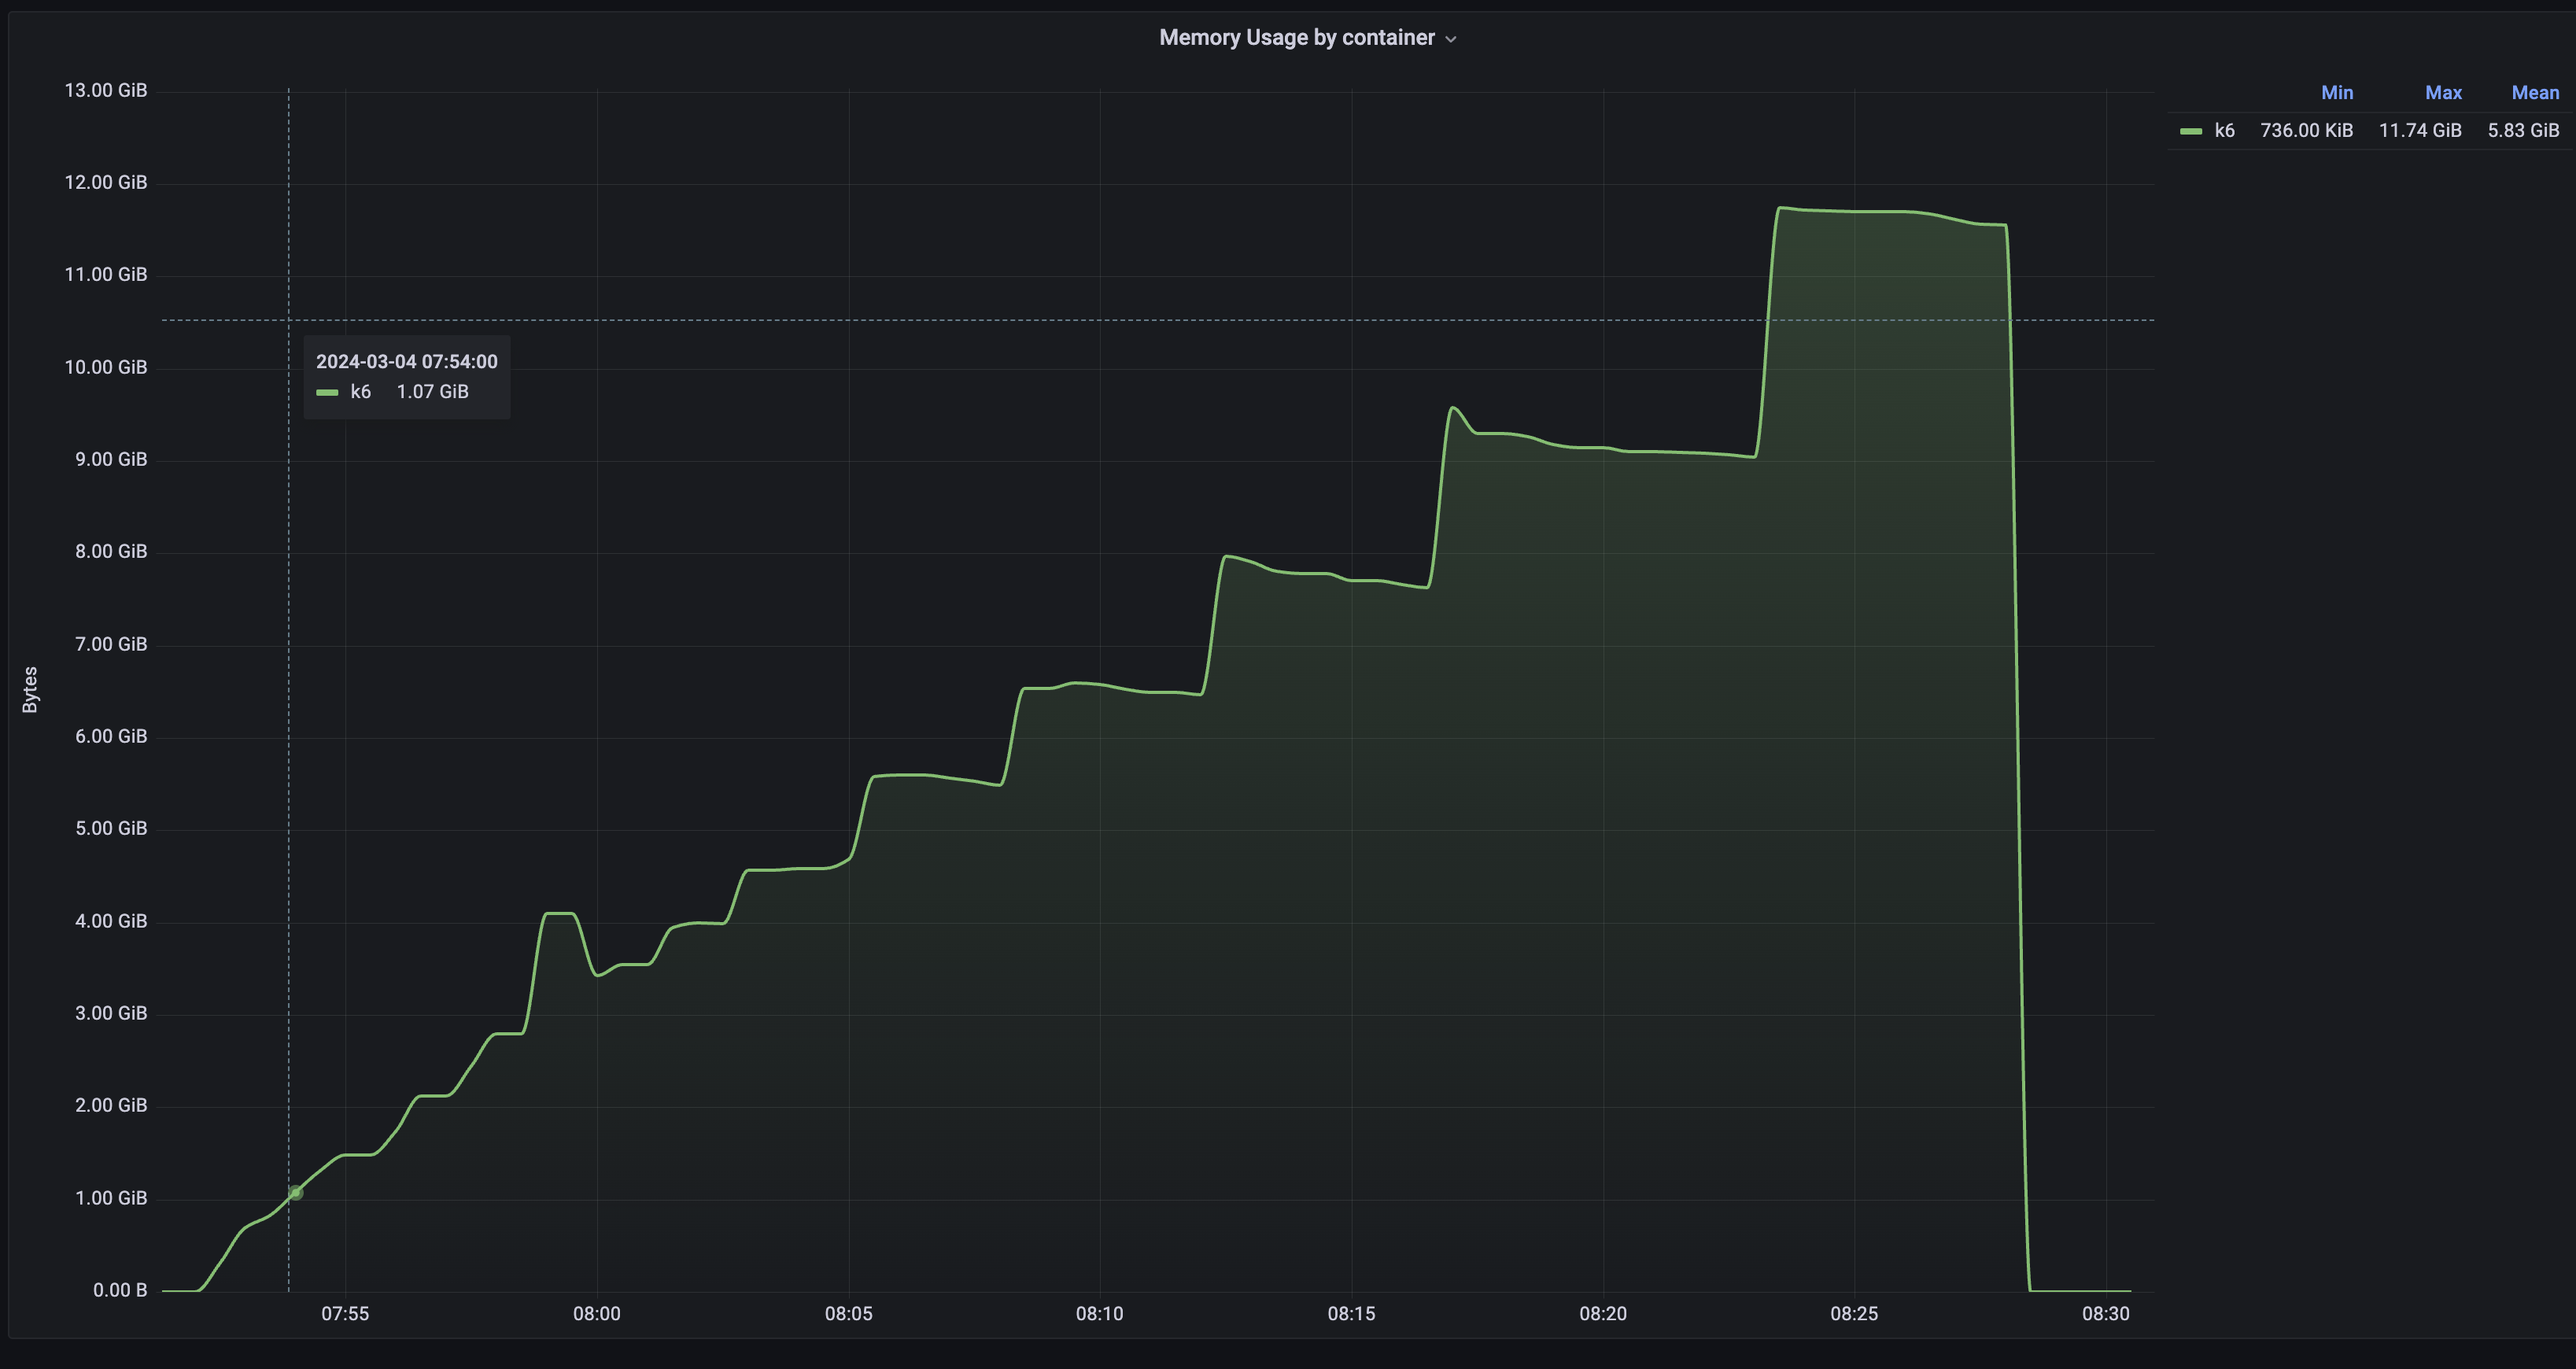 Memory Usage by container
13.00 GiB
12.00 GiB
11.00 GiB
10.00 GiB
9.00 GiB
8.00 GiB
7.00 GiB
6.00 GiB
5.00 GiB
4.00 GiB
3.00 GiB
2.00 GiB
1.00 GiB
0.00 B
Bytes
07:55 08:00 08:05 08:10 08:15 08:20 08:25 08:30
2024-03-04 07:54:00
k6 1.07 GiB
Min Max Mean
k6 736.00 KiB 11.74 GiB 5.83 GiB